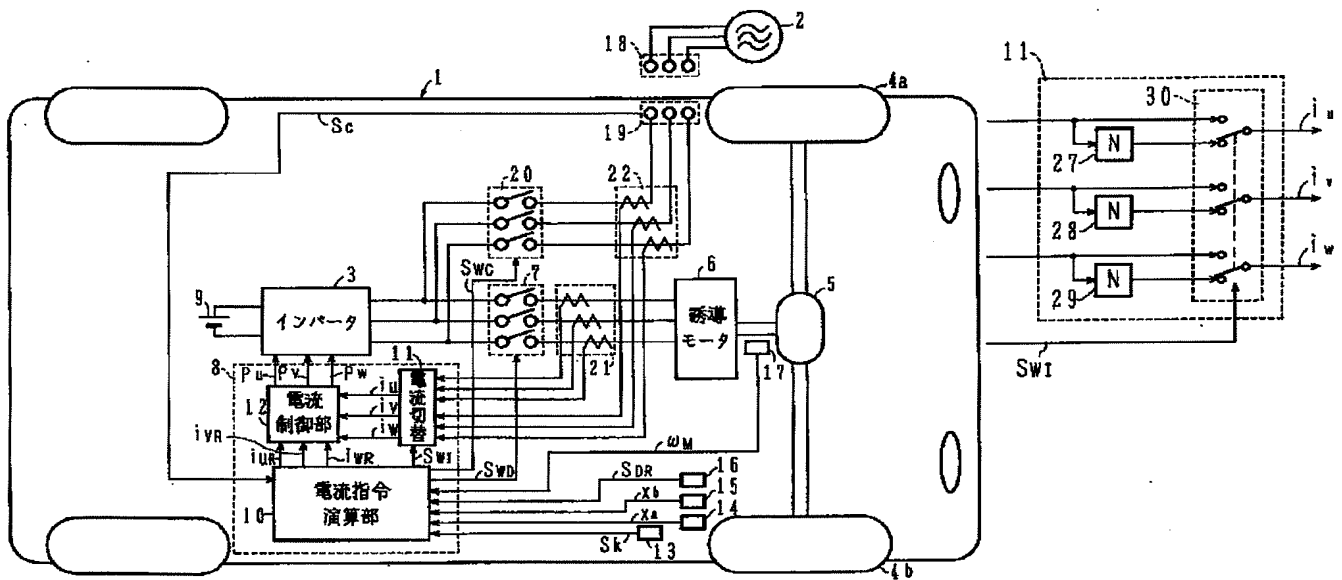 2
18
1
4a
11
Sc
19
30
iu
20
22
27
N
iv
28
N
SWC
7
6
5
3
iw
9
インバータ
誘導
モータ
29
N
11
21
17
8
Pu
Pv
Pw
電流切替
SWI
12
電流
制御部
iu
iv
iw
iVR
iUR
iWR
SWI
ωM
SWD
SDR
16
電流指令
演算部
Xb
15
10
Xa
14
Sk
13
4b